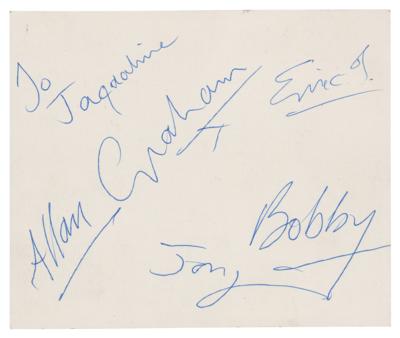 To
Jaqueline
Eric
Graham
Allan
Bobby
Tony